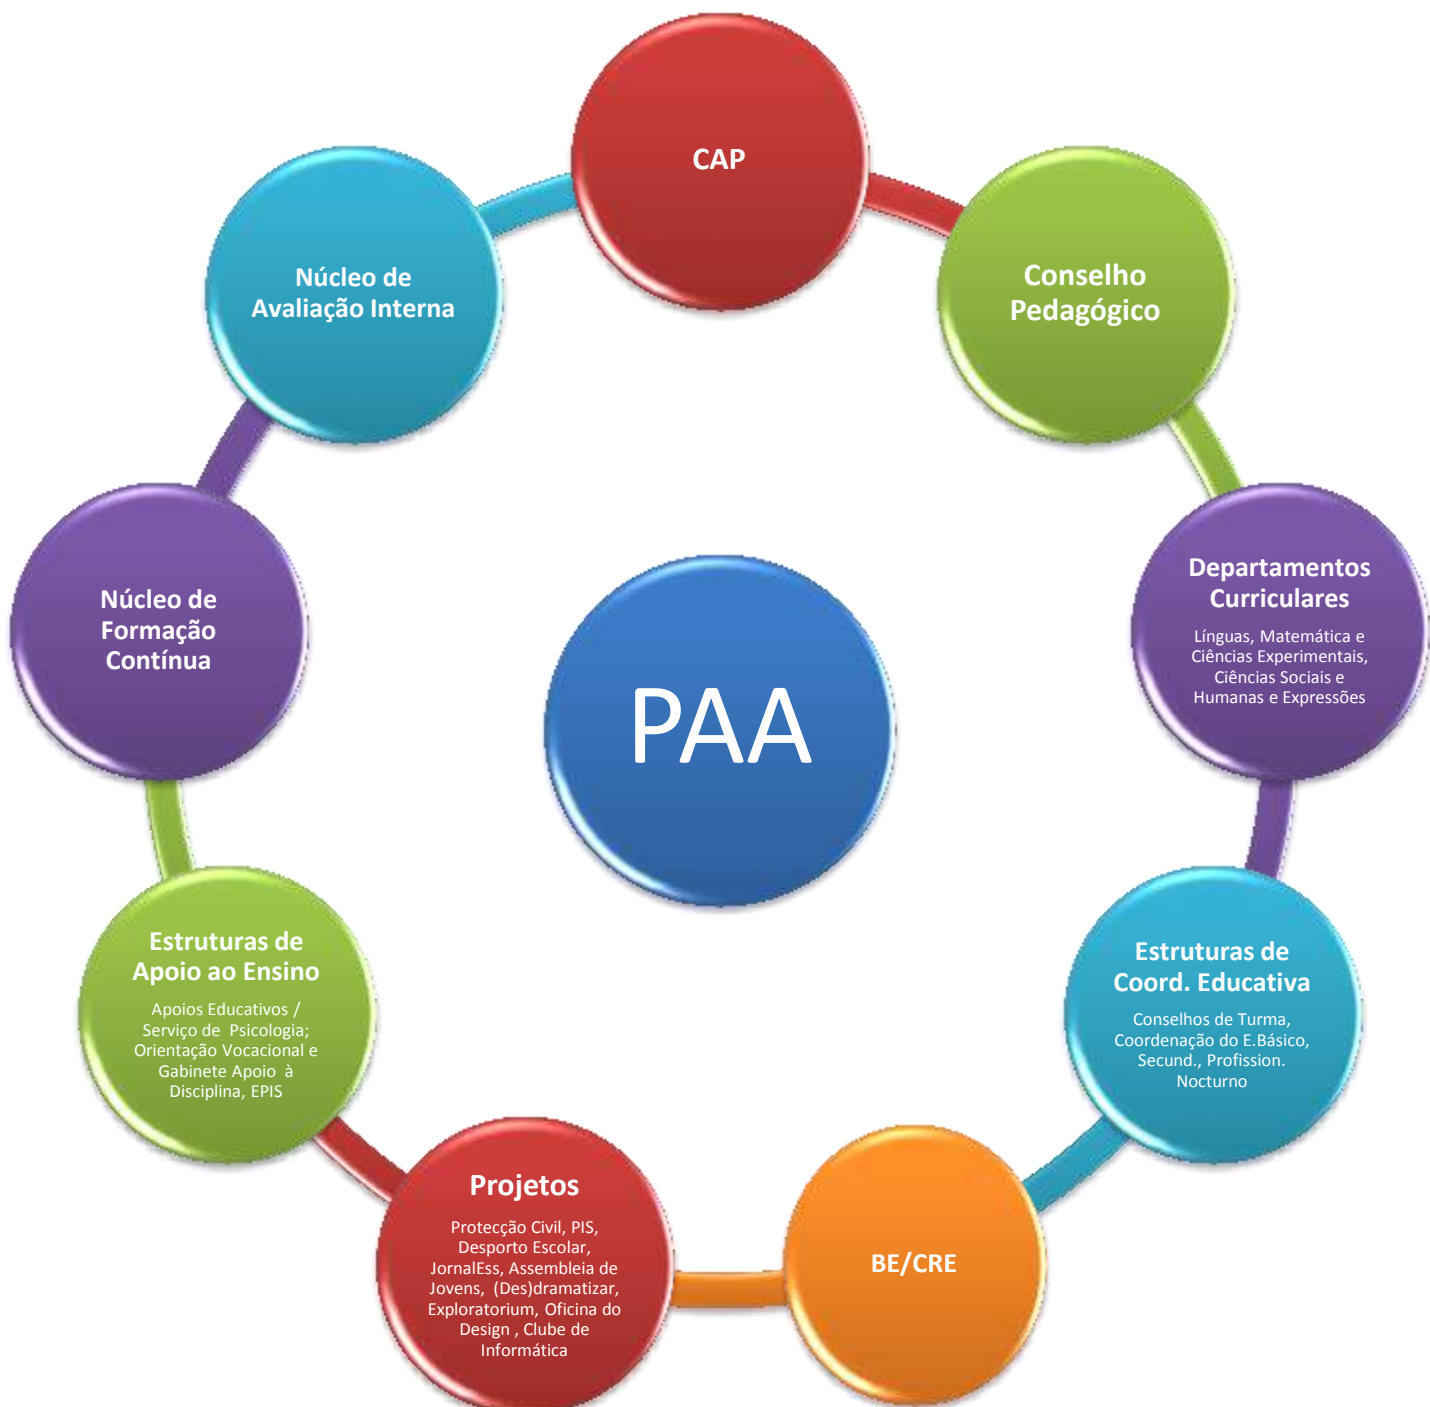 CAP
Conselho
Pedagógico
Departamentos
Curriculares
Línguas, Matemática e
Ciências Experimentais,
Ciências Sociais e
Humanas e Expressões
Estruturas de
Coord. Educativa
Conselhos de Turma,
Coordenação do E.Básico,
Secund., Profission.
Nocturno
BE/CRE
Projetos
Protecção Civil, PIS,
Desporto Escolar,
JornalEss, Assembleia de
Jovens, (Des)dramatizar,
Exploratorium, Oficina do
Design , Clube de
Informática
Estruturas de
Apoio ao Ensino
Apoios Educativos /
Serviço de Psicologia;
Orientação Vocacional e
Gabinete Apoio à
Disciplina, EPIS
Núcleo de
Formação
Contínua
Núcleo de
Avaliação Interna
PAA